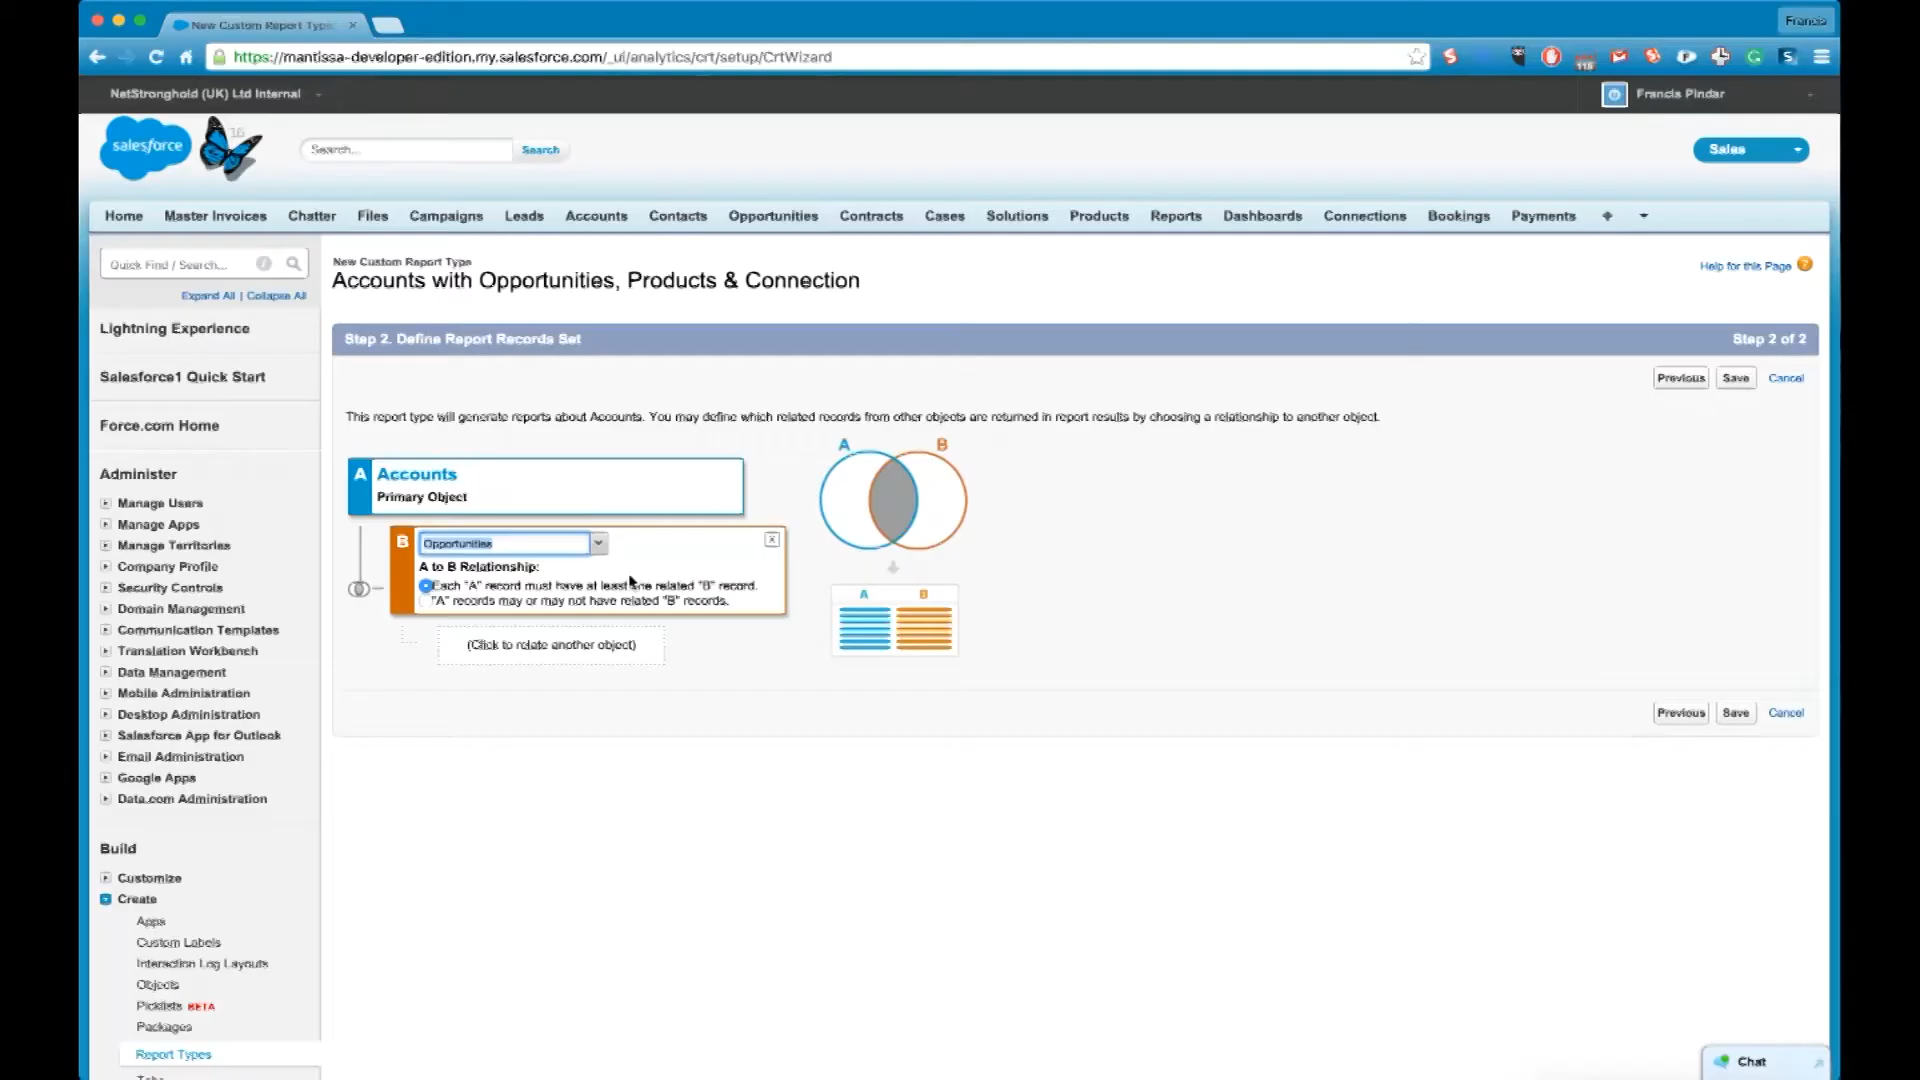 New Custom Report Type
Francis
https://mantissa-developer-edition.my.salesforce.com/_ui/analytics/crt/setup/CrtWizard
115
NetStronghold (UK) Ltd Internal
Francis Pindar
salesforce
16
Search...
Search
Sales
Home Master Invoices Chatter Files Campaigns Leads Accounts Contacts Opportunities Contracts Cases Solutions Products Reports Dashboards Connections Bookings Payments +
Quick Find / Search...
Expand All | Collapse All
Lightning Experience
Salesforce1 Quick Start
Force.com Home
Administer
Manage Users
Manage Apps
Manage Territories
Company Profile
Security Controls
Domain Management
Communication Templates
Translation Workbench
Data Management
Mobile Administration
Desktop Administration
Salesforce App for Outlook
Email Administration
Google Apps
Data.com Administration
Build
Customize
Create
Apps
Custom Labels
Interaction Log Layouts
Objects
Picklists BETA
Packages
Report Types
New Custom Report Type
Accounts with Opportunities, Products & Connection
Help for this Page ?
Step 2. Define Report Records Set
Step 2 of 2
Previous Save Cancel
This report type will generate reports about Accounts. You may define which related records from other objects are returned in report results by choosing a relationship to another object.
A Accounts
Primary Object
B Opportunities
A to B Relationship:
Each "A" record must have at least one related "B" record.
"A" records may or may not have related "B" records.
(Click to relate another object)
A B
A B
Previous Save Cancel
Chat